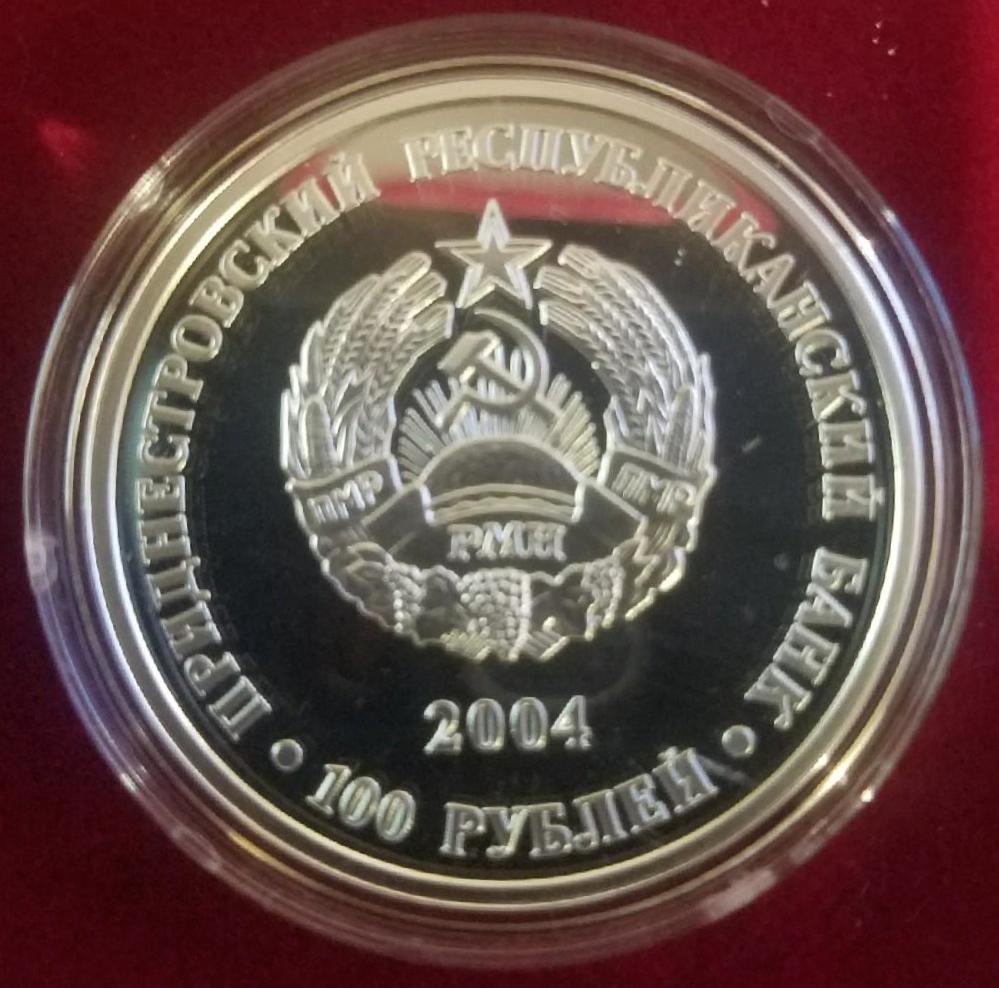 ПРИДНЕСТРОВСКИЙ РЕСПУБЛИКАНСКИЙ БАНК
ПМР
ПМР
РМН
2004
• 100 РУБЛЕЙ •